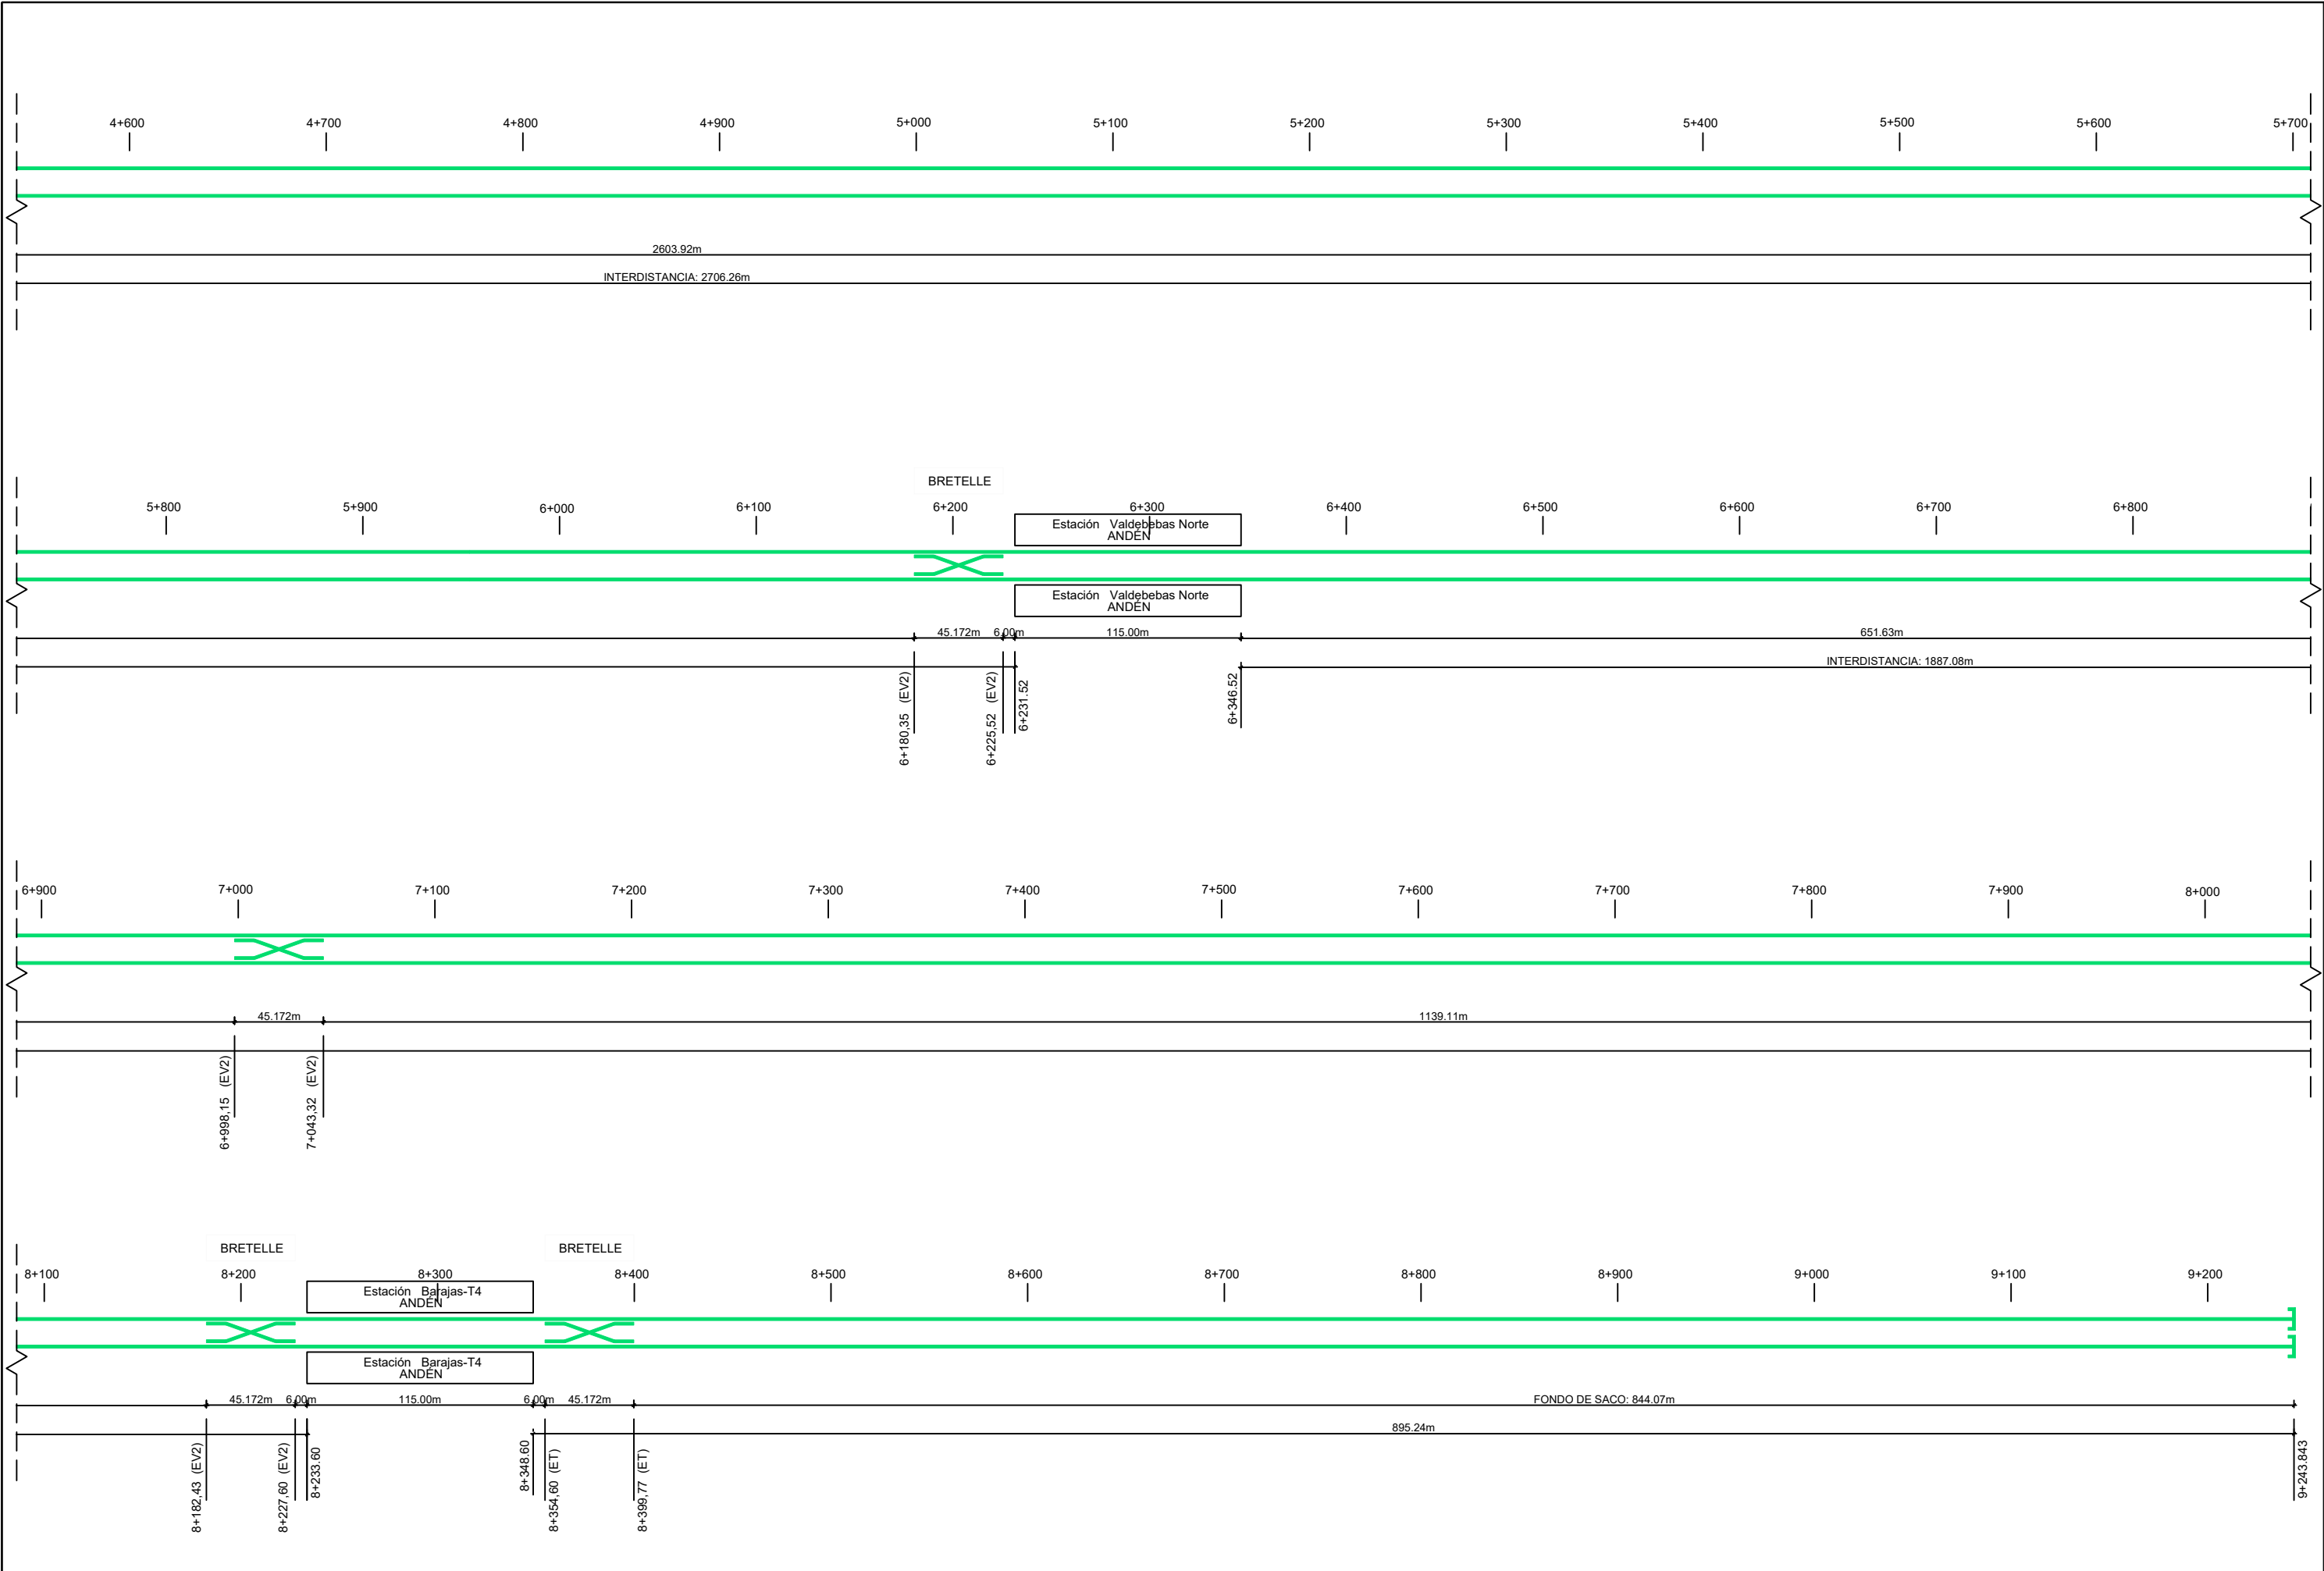 4+600 4+700 4+800 4+900 5+000 5+100 5+200 5+300 5+400 5+500 5+600 5+700
2603.92m
INTERDISTANCIA: 2706.26m
BRETELLE
5+800 5+900 6+000 6+100 6+200 6+300 6+400 6+500 6+600 6+700 6+800
Estación Valdebebas Norte
ANDÉN
Estación Valdebebas Norte
ANDÉN
45.172m 6.00m 115.00m 651.63m
INTERDISTANCIA: 1887.08m
6+180,35 (EV2)
6+225,52 (EV2)
6+231.52
6+346.52
6+900 7+000 7+100 7+200 7+300 7+400 7+500 7+600 7+700 7+800 7+900 8+000
45.172m 1139.11m
6+998,15 (EV2)
7+043,32 (EV2)
BRETELLE BRETELLE
8+100 8+200 8+300 8+400 8+500 8+600 8+700 8+800 8+900 9+000 9+100 9+200
Estación Barajas-T4
ANDÉN
Estación Barajas-T4
ANDÉN
45.172m 6.00m 115.00m 6.00m 45.172m FONDO DE SACO: 844.07m
895.24m
8+182,43 (EV2)
8+227,60 (EV2)
8+233.60
8+348.60
8+354,60 (ET)
8+399,77 (ET)
9+243.843